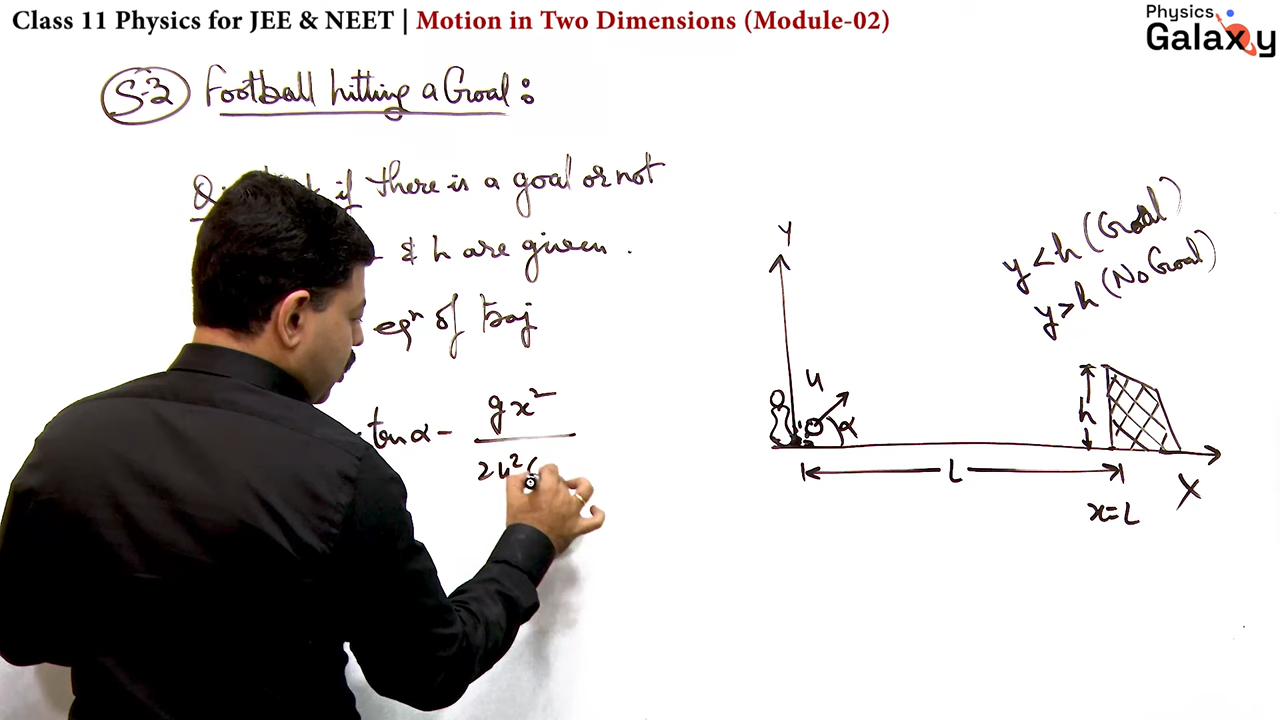 Class 11 Physics for JEE & NEET | Motion in Two Dimensions (Module-02)
Physics
Galaxy
S-3 Football hitting a Goal :
if there is a goal or not
& h are given .
eqⁿ of Traj
tanα - gx²
2u²(
y < h (Goal)
y > h (No Goal)
y
u
α
h
L
x
x=L